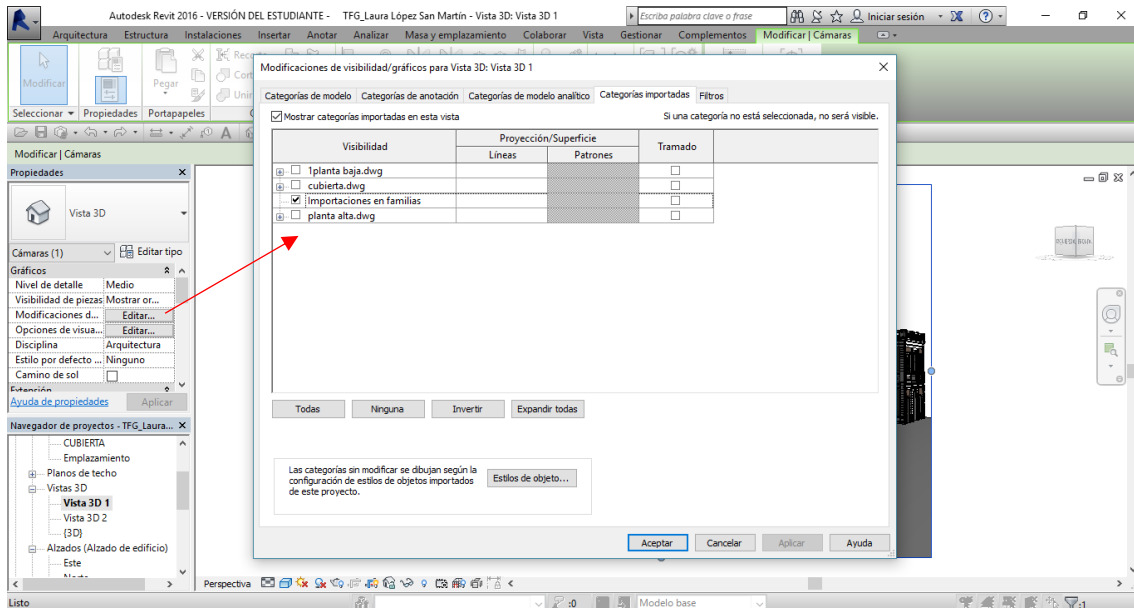 Autodesk Revit 2016 - VERSIÓN DEL ESTUDIANTE - TFG_Laura López San Martín - Vista 3D: Vista 3D 1
Escriba palabra clave o frase
Iniciar sesión
Arquitectura Estructura Instalaciones Insertar Anotar Analizar Masa y emplazamiento Colaborar Vista Gestionar Complementos Modificar | Cámaras
Modificar
Pegar
Seleccionar Propiedades Portapapeles
Modificar | Cámaras
Propiedades
Vista 3D
Cámaras (1) Editar tipo
Gráficos
Nivel de detalle Medio
Visibilidad de piezas Mostrar or...
Modificaciones d... Editar...
Opciones de visua... Editar...
Disciplina Arquitectura
Estilo por defecto ... Ninguno
Camino de sol
Extensión
Ayuda de propiedades Aplicar
Navegador de proyectos - TFG_Laura...
CUBIERTA
Emplazamiento
Planos de techo
Vistas 3D
Vista 3D 1
Vista 3D 2
{3D}
Alzados (Alzado de edificio)
Este
Modificaciones de visibilidad/gráficos para Vista 3D: Vista 3D 1
Categorías de modelo Categorías de anotación Categorías de modelo analítico Categorías importadas Filtros
Mostrar categorías importadas en esta vista
Si una categoría no está seleccionada, no será visible.
Visibilidad Proyección/Superficie Tramado
Líneas Patrones
1planta baja.dwg
cubierta.dwg
Importaciones en familias
planta alta.dwg
Todas Ninguna Invertir Expandir todas
Las categorías sin modificar se dibujan según la
configuración de estilos de objetos importados
de este proyecto.
Estilos de objeto...
Aceptar Cancelar Aplicar Ayuda
Perspectiva
Listo
:0
Modelo base
:1